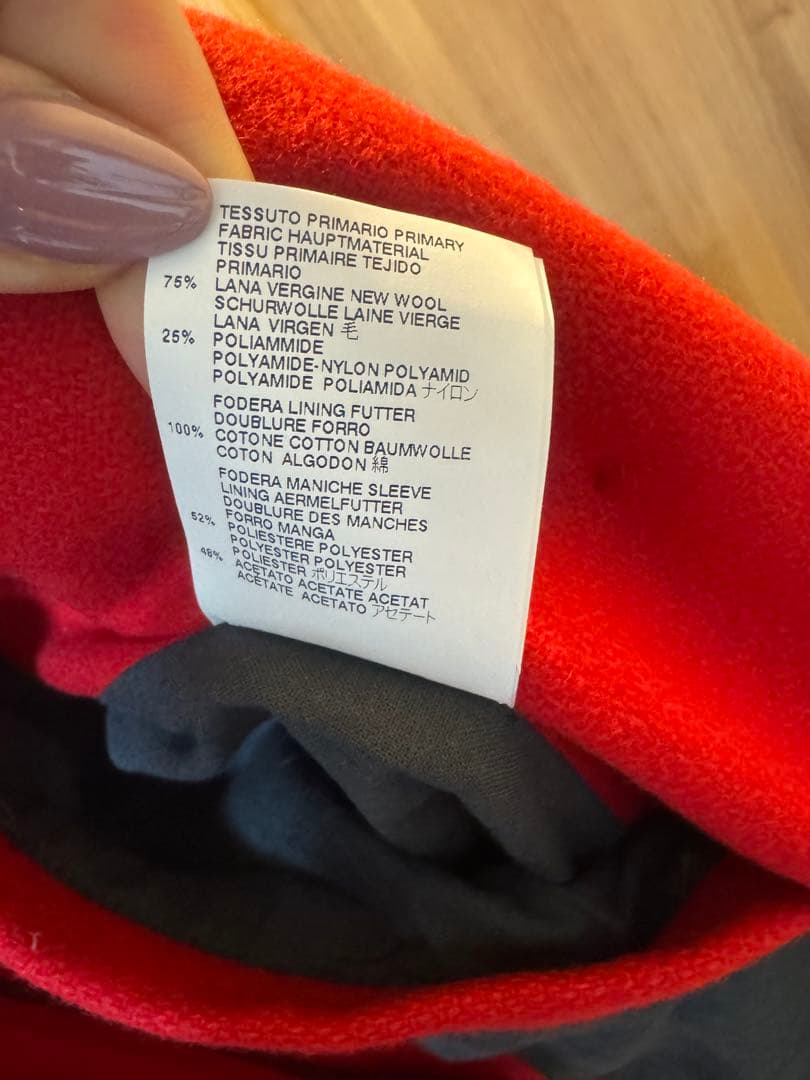 TESSUTO PRIMARIO PRIMARY
FABRIC HAUPTMATERIAL
TISSU PRIMAIRE TEJIDO
PRIMARIO
75% LANA VERGINE NEW WOOL
SCHURWOLLE LAINE VIERGE
LANA VIRGEN 毛
25% POLIAMMIDE
POLYAMIDE-NYLON POLYAMID
POLYAMIDE POLIAMIDA ナイロン
FODERA LINING FUTTER
DOUBLURE FORRO
100% COTONE COTTON BAUMWOLLE
COTON ALGODON 綿
FODERA MANICHE SLEEVE
LINING AERMELFUTTER
DOUBLURE DES MANCHES
FORRO MANGA
52% POLIESTERE POLYESTER
POLYESTER POLYESTER
POLIESTER ポリエステル
48% ACETATO ACETATE ACETAT
ACÉTATE ACETATO アセテート